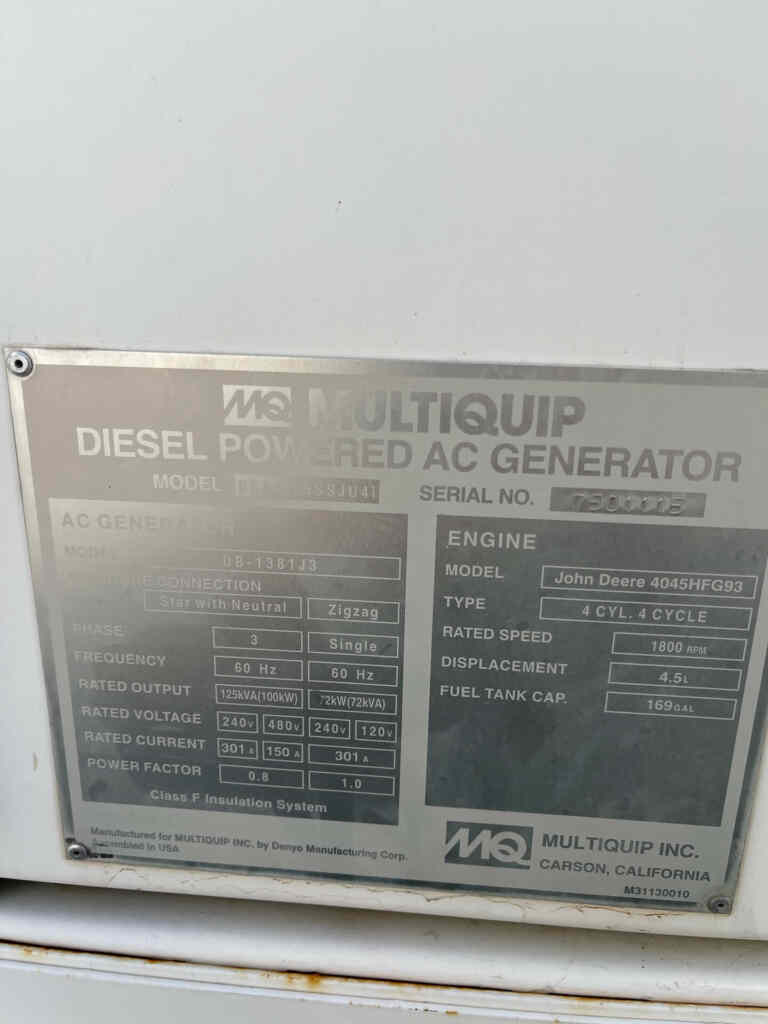 MQ MULTIQUIP
DIESEL POWERED AC GENERATOR
MODEL
SERIAL NO.
AC GENERATOR
MODEL DB-1381J3
CONNECTION
Star with Neutral Zigzag
PHASE 3 Single
FREQUENCY 60 Hz 60 Hz
RATED OUTPUT 125kVA(100kW) 72kW(72kVA)
RATED VOLTAGE 240V 480V 240V 120V
RATED CURRENT 301A 150A 301A
POWER FACTOR 0.8 1.0
Class F Insulation System
ENGINE
MODEL John Deere 4045HFG93
TYPE 4 CYL. 4 CYCLE
RATED SPEED 1800 RPM
DISPLACEMENT 4.5L
FUEL TANK CAP. 169GAL
Manufactured for MULTIQUIP INC. by Denyo Manufacturing Corp.
Assembled in USA
MQ MULTIQUIP INC.
CARSON, CALIFORNIA
M31130010